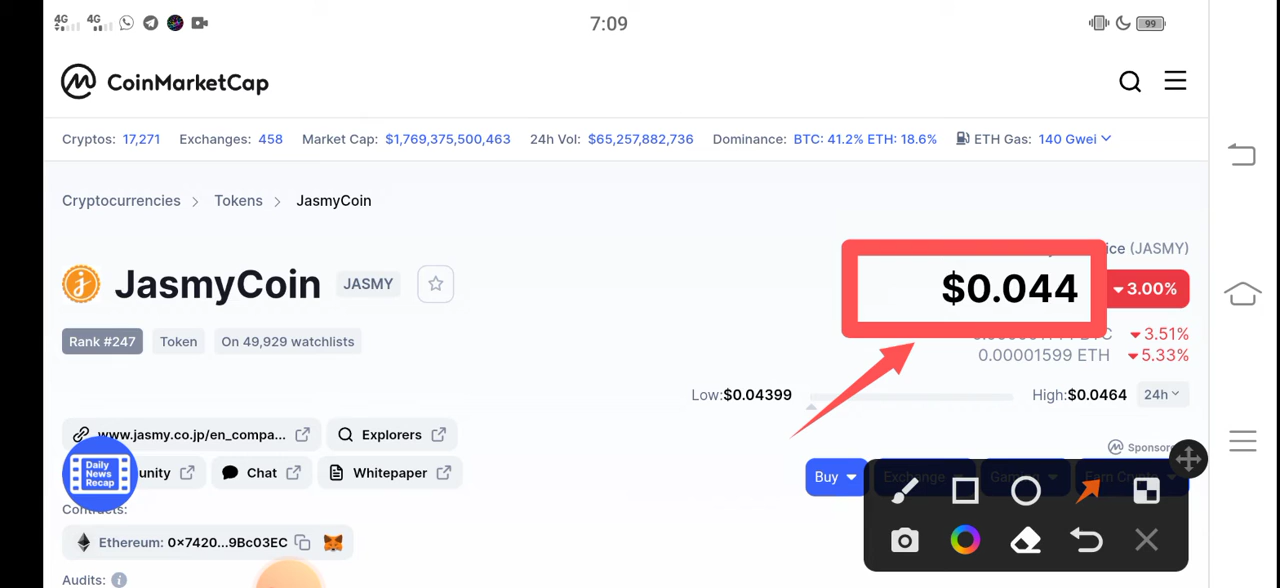 4G 4G 7:09 99
CoinMarketCap
Cryptos: 17,271 Exchanges: 458 Market Cap: $1,769,375,500,463 24h Vol: $65,257,882,736 Dominance: BTC: 41.2% ETH: 18.6% ETH Gas: 140 Gwei
Cryptocurrencies > Tokens > JasmyCoin
ice (JASMY)
JasmyCoin JASMY $0.044 3.00%
Rank #247 Token On 49,929 watchlists
BTC 3.51%
0.00001599 ETH 5.33%
Low:$0.04399 High:$0.0464 24h
www.jasmy.co.jp/en_compa... Explorers
Sponsor
Daily News Recap
unity Chat Whitepaper
Buy Exchange
Contracts:
Ethereum: 0x7420...9Bc03EC
Audits: